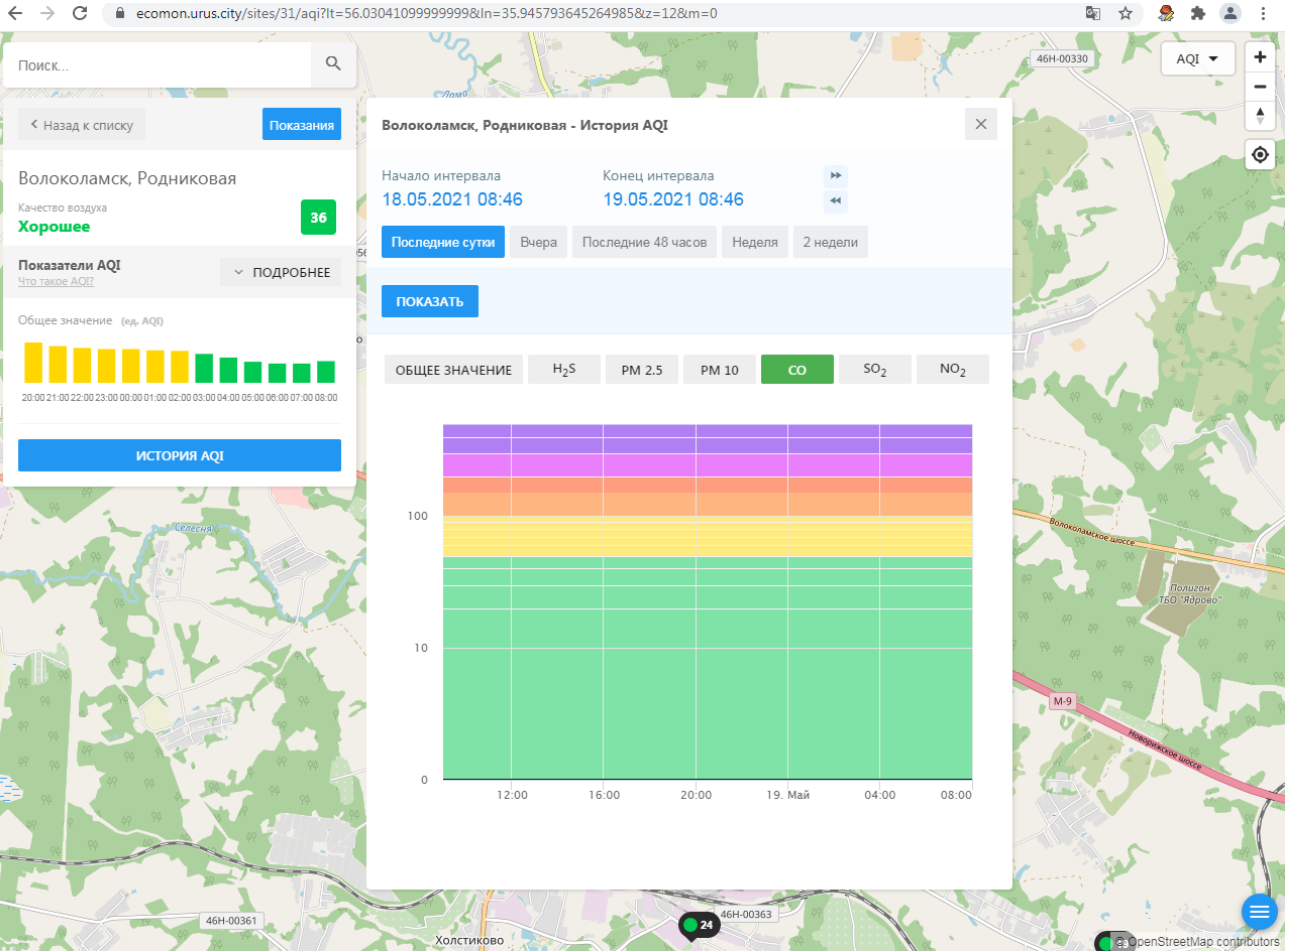 ecomon.urus.city/sites/31/aqi?lt=56.03041099999999&ln=35.945793645264985&z=12&m=0
Поиск...
Назад к списку
Показания
Волоколамск, Родниковая
Качество воздуха
Хорошее
36
Показатели AQI
Что такое AQI?
ПОДРОБНЕЕ
Общее значение (ед. AQI)
20:00 21:00 22:00 23:00 00:00 01:00 02:00 03:00 04:00 05:00 06:00 07:00 08:00
ИСТОРИЯ AQI
Волоколамск, Родниковая - История AQI
Начало интервала
Конец интервала
18.05.2021 08:46
19.05.2021 08:46
Последние сутки
Вчера
Последние 48 часов
Неделя
2 недели
ПОКАЗАТЬ
ОБЩЕЕ ЗНАЧЕНИЕ
H2S
PM 2.5
PM 10
CO
SO2
NO2
100
10
0
12:00 16:00 20:00 19. Май 04:00 08:00
46Н-00330
AQI
Лама
Селесня
Волоколамское шоссе
Полигон
ТБО "Ядрово"
М-9
Новорижское шоссе
46Н-00361
46Н-00363
24
Холстиково
© OpenStreetMap contributors